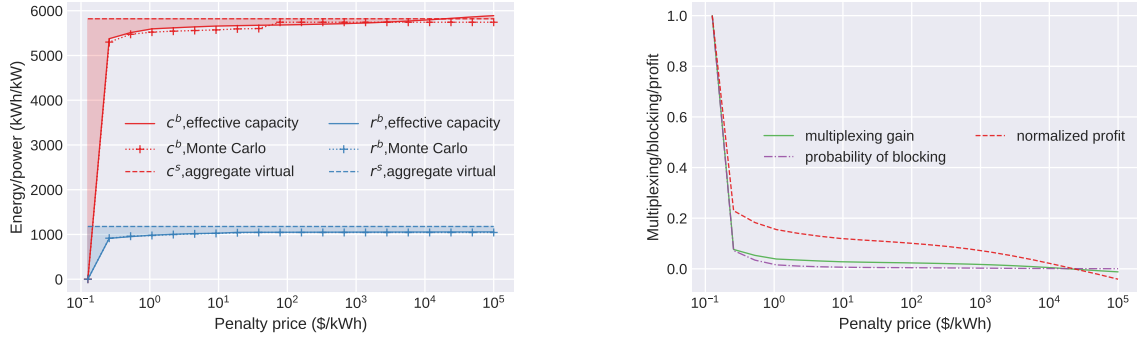 Energy/power (kWh/kW)
6000
5000
4000
3000
2000
1000
0
c^b,effective capacity
c^b,Monte Carlo
c^s,aggregate virtual
r^b,effective capacity
r^b,Monte Carlo
r^s,aggregate virtual
10^−1 10^0 10^1 10^2 10^3 10^4 10^5
Penalty price ($/kWh)
Multiplexing/blocking/profit
1.0
0.8
0.6
0.4
0.2
0.0
multiplexing gain
probability of blocking
normalized profit
10^−1 10^0 10^1 10^2 10^3 10^4 10^5
Penalty price ($/kWh)